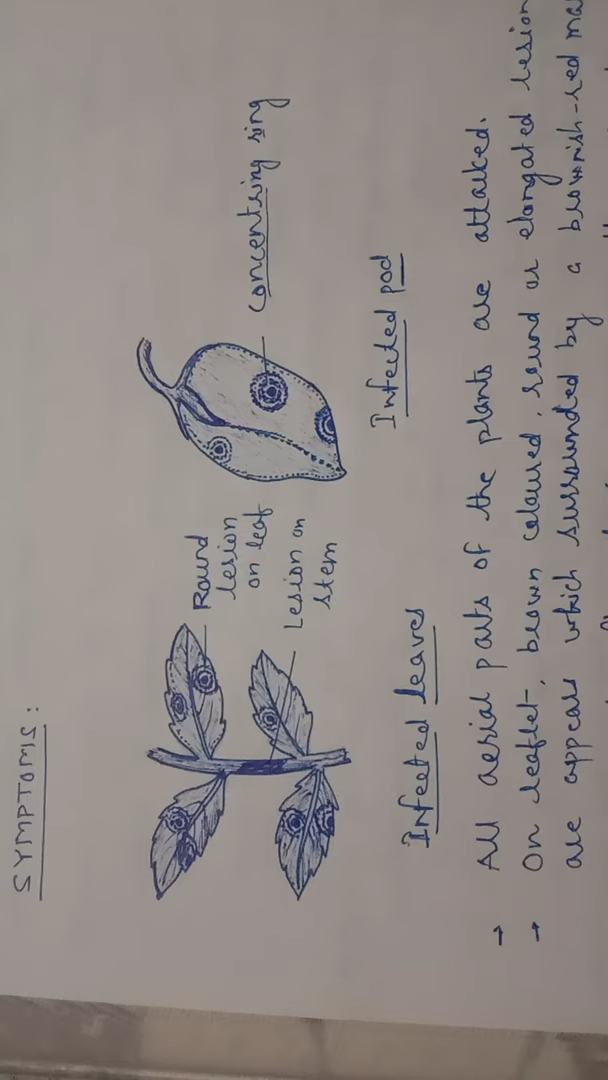 SYMPTOMS :
Round
lesion
on leaf
Lesion on
stem
Concentring ring
Infected leaves
Infected pod
→ All aerial parts of the plants are attacked.
→ On leaflet, brown coloured, round or elongated lesion
are appears which surrounded by a brownish-red